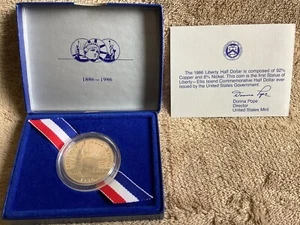 1886-1986
The 1986 Liberty Half Dollar is composed of 92%
Copper and 8% Nickel. This coin is the first Statue of
Liberty - Ellis Island Commemorative Half Dollar ever
issued by the United States Government
Donna Pope
Donna Pope
Director
United States Mint